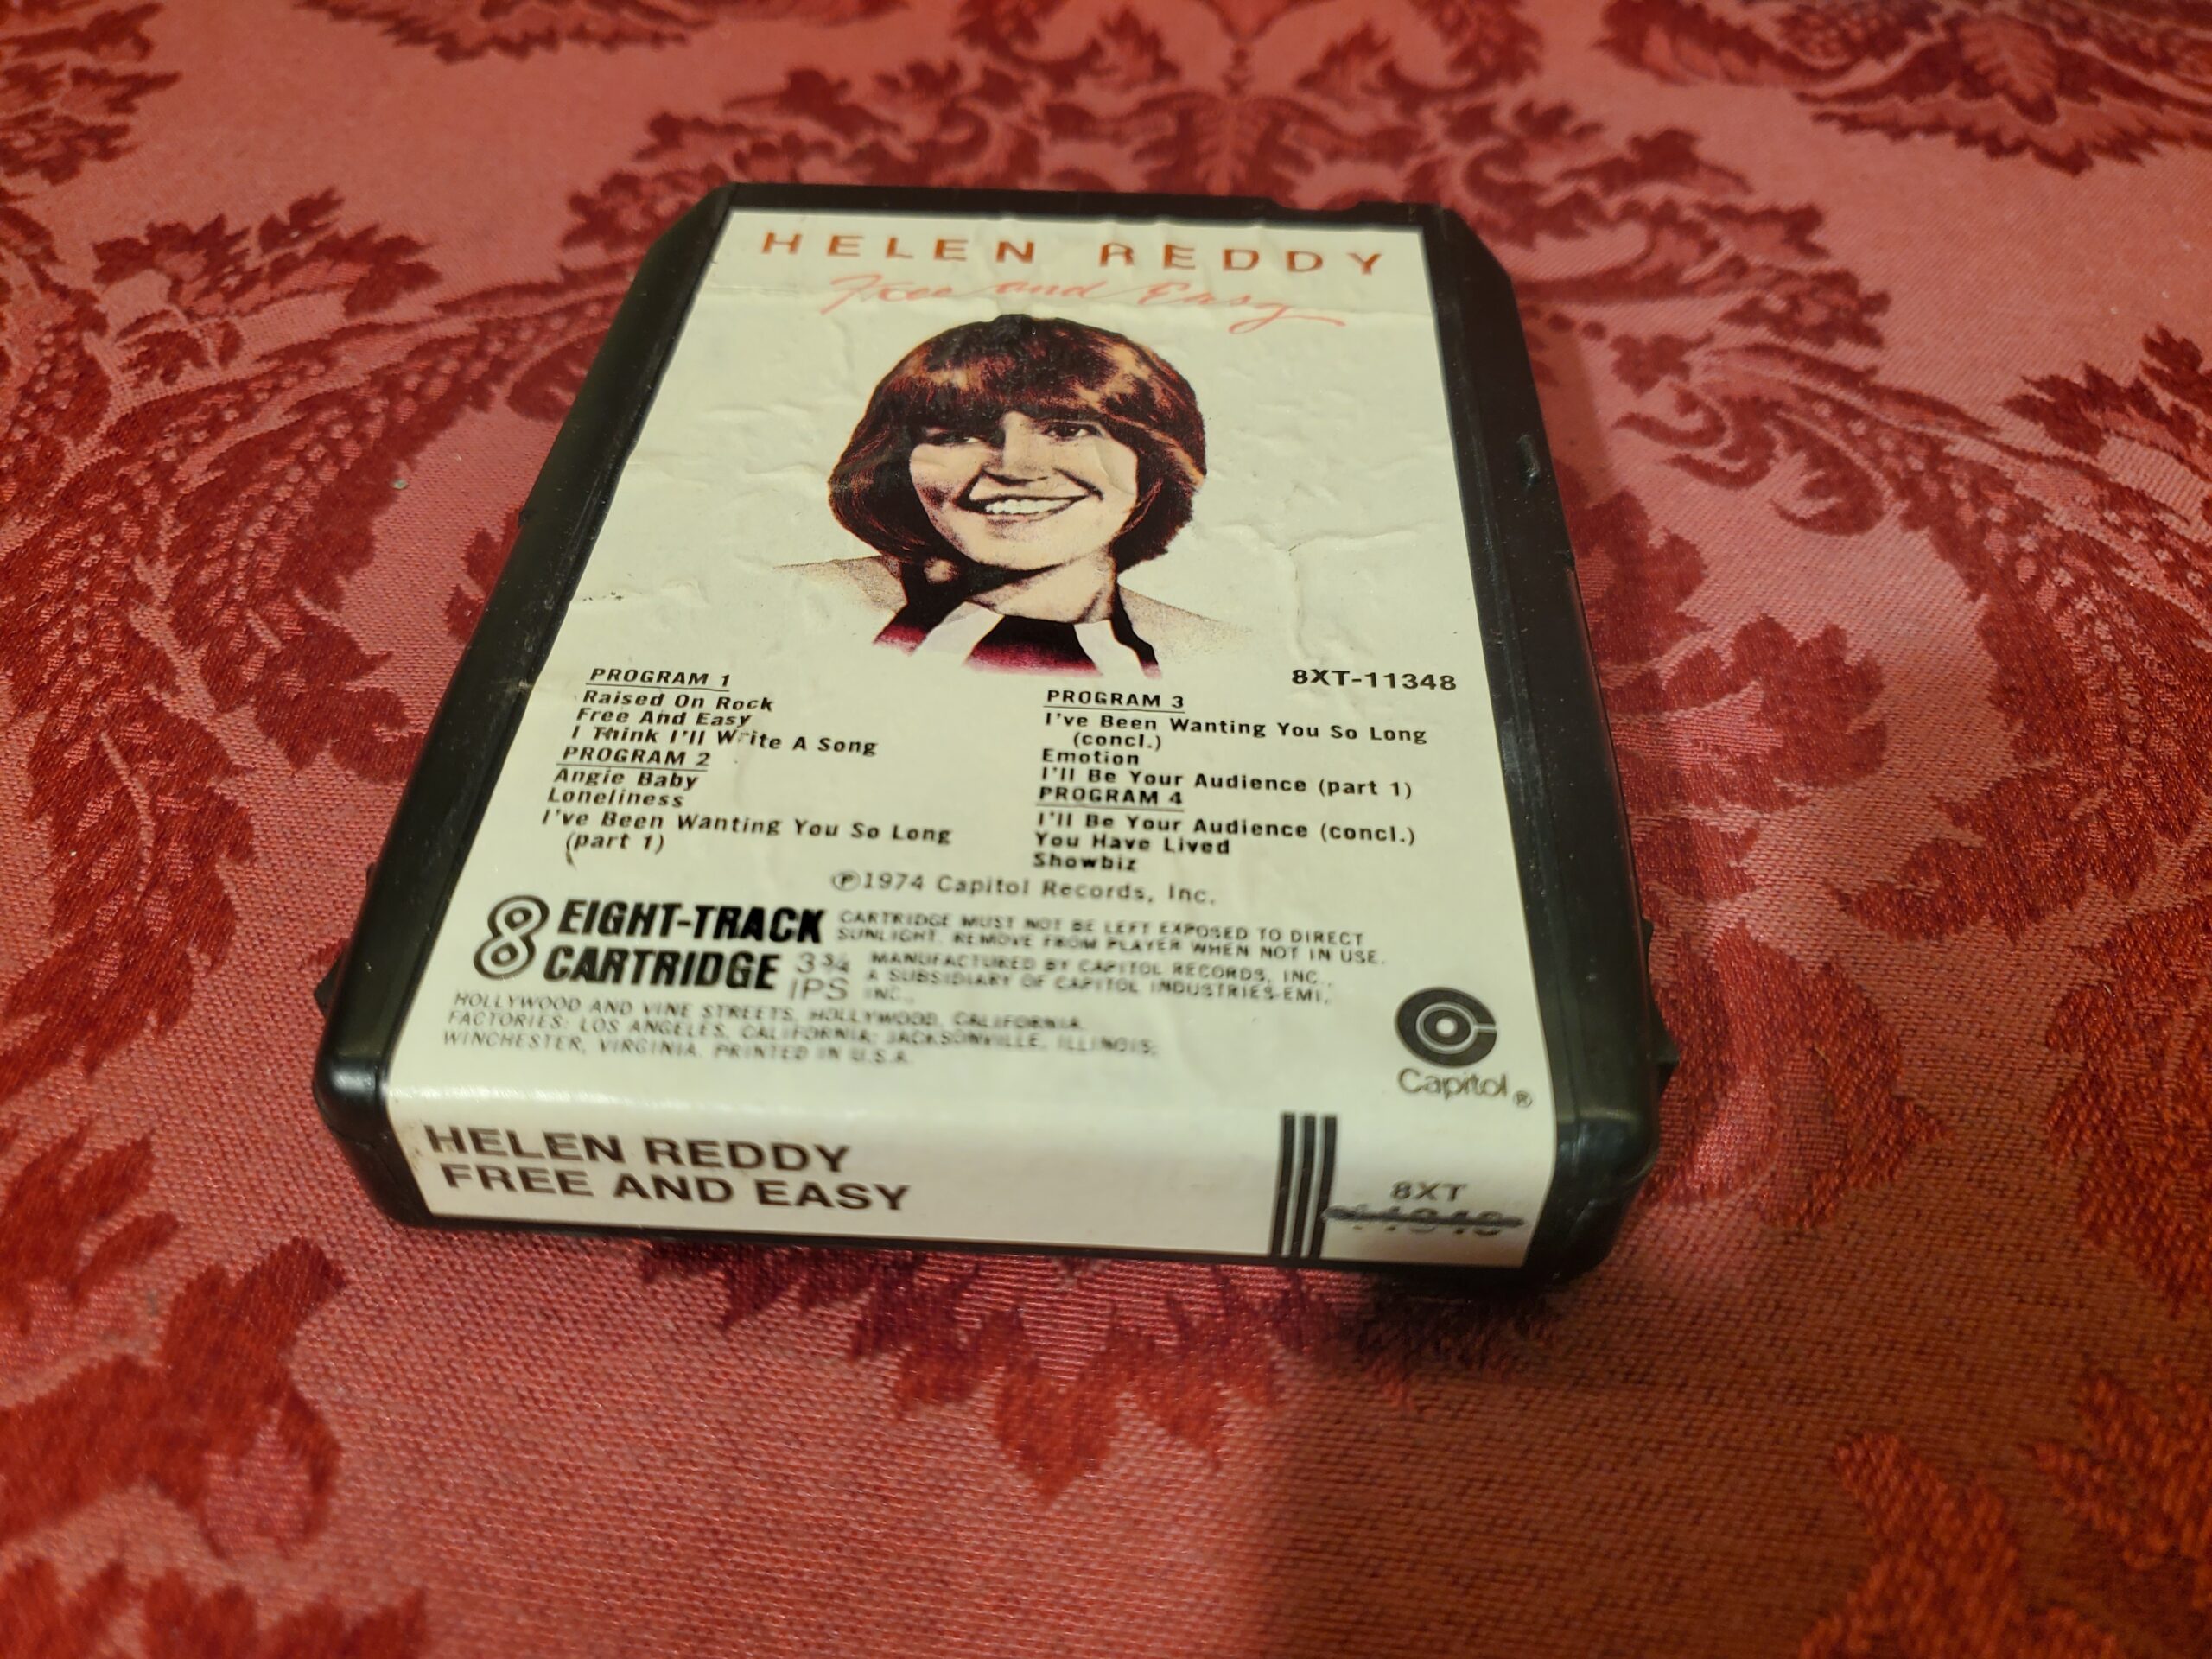 HELEN REDDY
Free and Easy
8XT-11348
PROGRAM 1
Raised On Rock
Free And Easy
I Think I'll Write A Song
PROGRAM 2
Angie Baby
Loneliness
I've Been Wanting You So Long
(part 1)
PROGRAM 3
I've Been Wanting You So Long
(concl.)
Emotion
I'll Be Your Audience (part 1)
PROGRAM 4
I'll Be Your Audience (concl.)
You Have Lived
Showbiz
℗1974 Capitol Records, Inc.
8 EIGHT-TRACK
CARTRIDGE 3¾
IPS
CARTRIDGE MUST NOT BE LEFT EXPOSED TO DIRECT
SUNLIGHT. REMOVE FROM PLAYER WHEN NOT IN USE.
MANUFACTURED BY CAPITOL RECORDS, INC.,
A SUBSIDIARY OF CAPITOL INDUSTRIES-EMI,
INC.,
HOLLYWOOD AND VINE STREETS, HOLLYWOOD, CALIFORNIA.
FACTORIES: LOS ANGELES, CALIFORNIA; JACKSONVILLE, ILLINOIS;
WINCHESTER, VIRGINIA. PRINTED IN U.S.A.
Capitol®
HELEN REDDY
FREE AND EASY
8XT